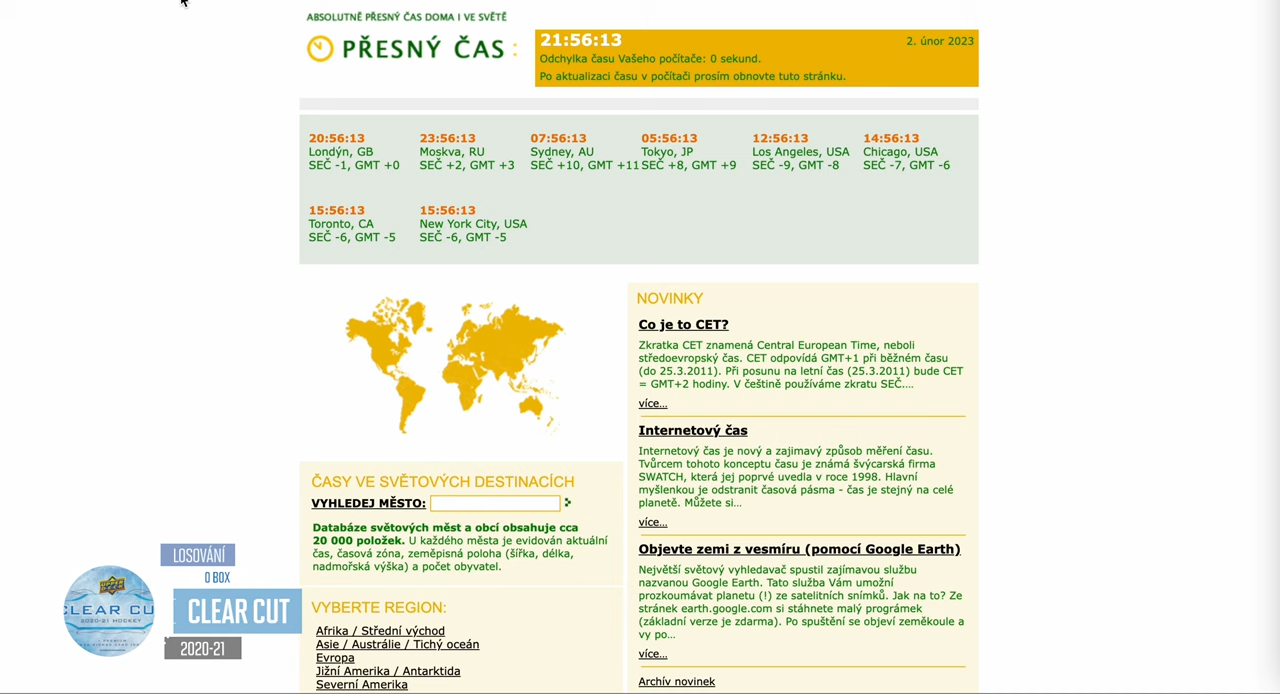 ABSOLUTNĚ PŘESNÝ ČAS DOMA I VE SVĚTĚ
PŘESNÝ ČAS :
21:56:13
2. únor 2023
Odchylka času Vašeho počítače: 0 sekund.
Po aktualizaci času v počítači prosím obnovte tuto stránku.
20:56:13
Londýn, GB
SEČ -1, GMT +0
23:56:13
Moskva, RU
SEČ +2, GMT +3
07:56:13
Sydney, AU
SEČ +10, GMT +11
05:56:13
Tokyo, JP
SEČ +8, GMT +9
12:56:13
Los Angeles, USA
SEČ -9, GMT -8
14:56:13
Chicago, USA
SEČ -7, GMT -6
15:56:13
Toronto, CA
SEČ -6, GMT -5
15:56:13
New York City, USA
SEČ -6, GMT -5
ČASY VE SVĚTOVÝCH DESTINACÍCH
VYHLEDEJ MĚSTO:
Databáze světových měst a obcí obsahuje cca
20 000 položek. U každého města je evidován aktuální
čas, časová zóna, zeměpisná poloha (šířka, délka,
nadmořská výška) a počet obyvatel.
VYBERTE REGION:
Afrika / Střední východ
Asie / Austrálie / Tichý oceán
Evropa
Jižní Amerika / Antarktida
Severní Amerika
NOVINKY
Co je to CET?
Zkratka CET znamená Central European Time, neboli
středoevropský čas. CET odpovídá GMT+1 při běžném času
(do 25.3.2011). Při posunu na letní čas (25.3.2011) bude CET
= GMT+2 hodiny. V češtině používáme zkratu SEČ....
více...
Internetový čas
Internetový čas je nový a zajimavý způsob měření času.
Tvůrcem tohoto konceptu času je známá švýcarská firma
SWATCH, která jej poprvé uvedla v roce 1998. Hlavní
myšlenkou je odstranit časová pásma - čas je stejný na celé
planetě. Můžete si...
více...
Objevte zemi z vesmíru (pomocí Google Earth)
Největší světový vyhledavač spustil zajímavou službu
nazvanou Google Earth. Tato služba Vám umožní
prozkoumávat planetu (!) ze satelitních snímků. Jak na to? Ze
stránek earth.google.com si stáhnete malý prográmek
(základní verze je zdarma). Po spuštění se objeví zeměkoule a
vy po...
více...
Archív novinek
LOSOVÁNÍ
O BOX
CLEAR CUT
2020-21
UPPER DECK
CLEAR CU
2020-21 HOCKEY